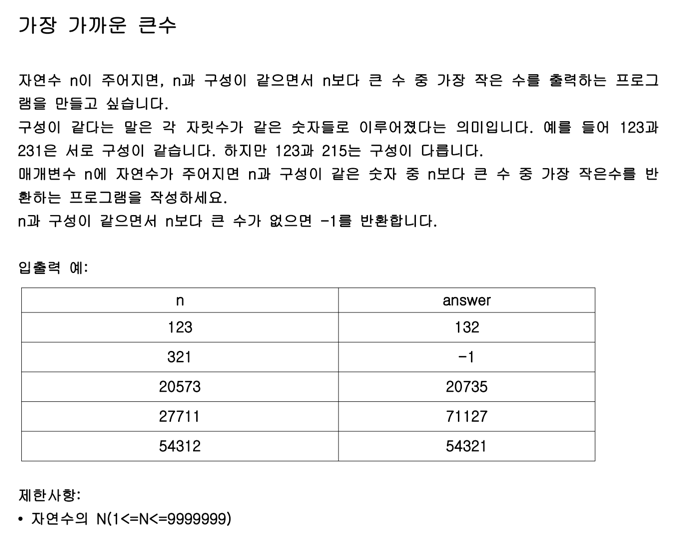 가장 가까운 큰수
자연수 n이 주어지면, n과 구성이 같으면서 n보다 큰 수 중 가장 작은 수를 출력하는 프로그
램을 만들고 싶습니다.
구성이 같다는 말은 각 자릿수가 같은 숫자들로 이루어졌다는 의미입니다. 예를 들어 123과
231은 서로 구성이 같습니다. 하지만 123과 215는 구성이 다릅니다.
매개변수 n에 자연수가 주어지면 n과 구성이 같은 숫자 중 n보다 큰 수 중 가장 작은수를 반
환하는 프로그램을 작성하세요.
n과 구성이 같으면서 n보다 큰 수가 없으면 -1를 반환합니다.
입출력 예:
n answer
123 132
321 -1
20573 20735
27711 71127
54312 54321
제한사항:
• 자연수의 N(1<=N<=9999999)